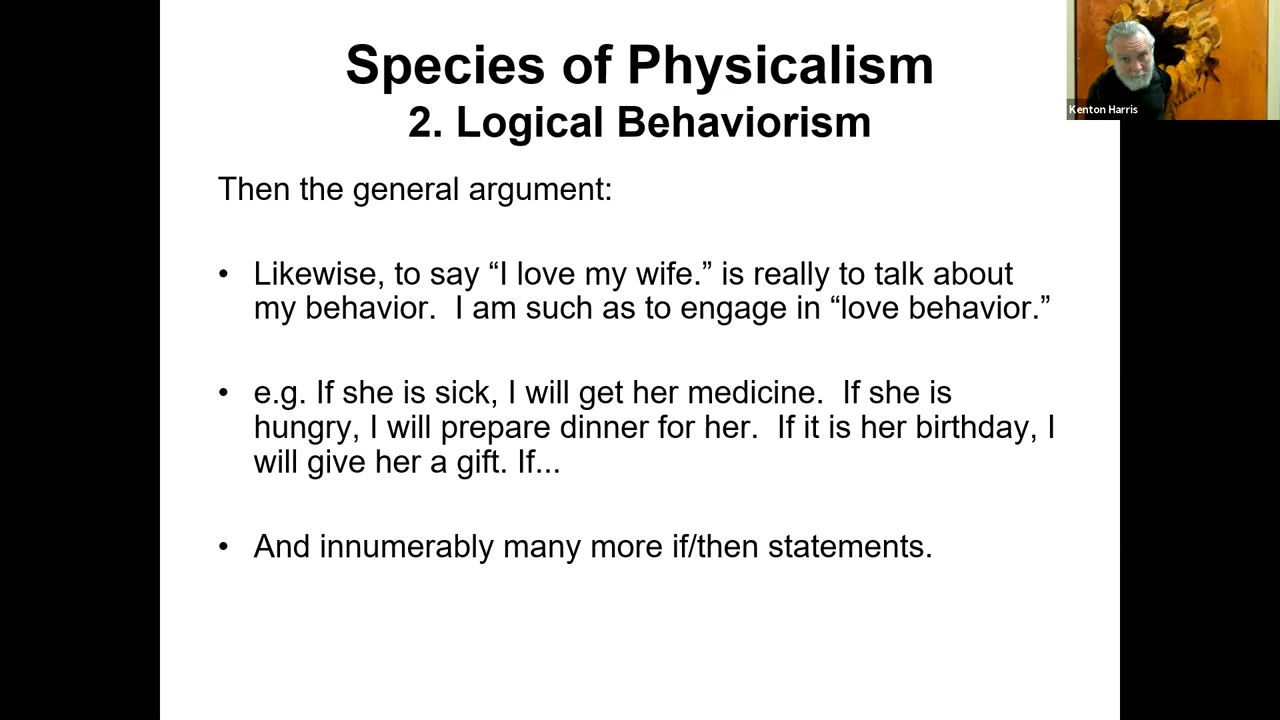 Species of Physicalism
2. Logical Behaviorism
Then the general argument:
• Likewise, to say “I love my wife.” is really to talk about
my behavior.  I am such as to engage in “love behavior.”
• e.g. If she is sick, I will get her medicine.  If she is
hungry, I will prepare dinner for her.  If it is her birthday, I
will give her a gift. If...
• And innumerably many more if/then statements.
Kenton Harris